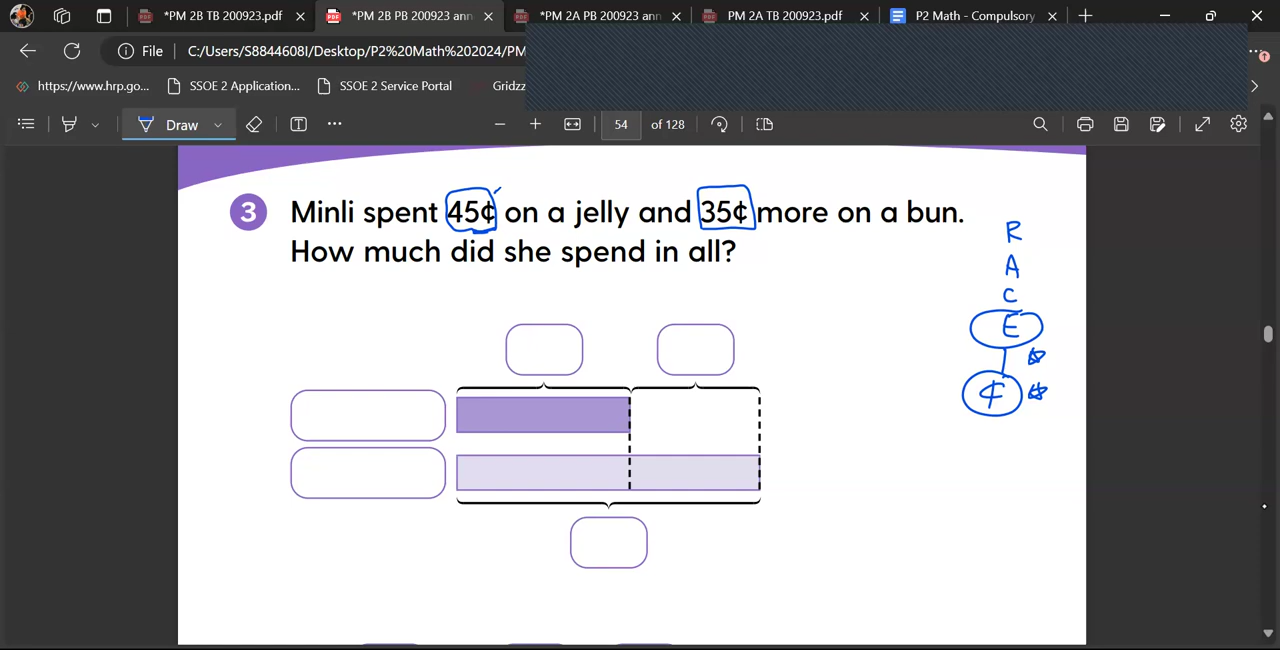 *PM 2B TB 200923.pdf
*PM 2B PB 200923 ann
*PM 2A PB 200923 ann
PM 2A TB 200923.pdf
P2 Math - Compulsory
File
C:/Users/S8844608I/Desktop/P2%20Math%202024/PM
https://www.hrp.go...
SSOE 2 Application...
SSOE 2 Service Portal
Gridzz
Draw
54
of 128
3
Minli spent 45¢ on a jelly and 35¢ more on a bun.
How much did she spend in all?
R
A
C
E
¢